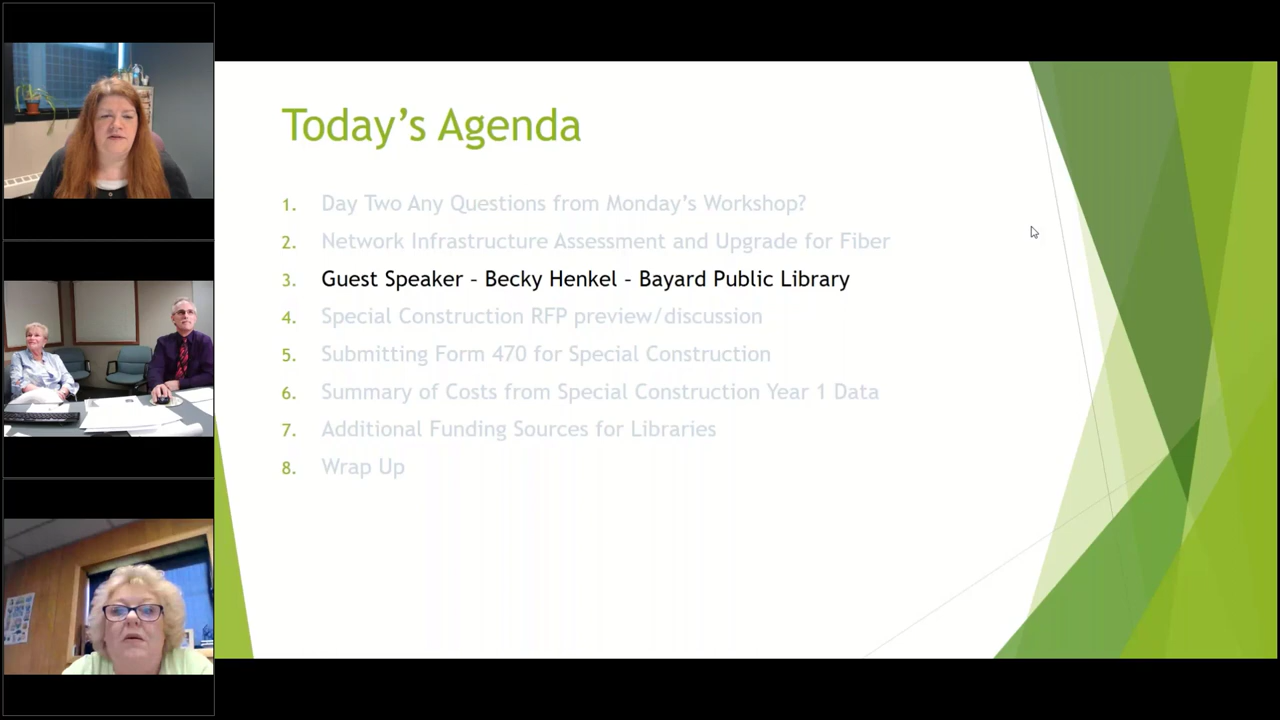 Today's Agenda
1. Day Two Any Questions from Monday's Workshop?
2. Network Infrastructure Assessment and Upgrade for Fiber
3. Guest Speaker – Becky Henkel – Bayard Public Library
4. Special Construction RFP preview/discussion
5. Submitting Form 470 for Special Construction
6. Summary of Costs from Special Construction Year 1 Data
7. Additional Funding Sources for Libraries
8. Wrap Up